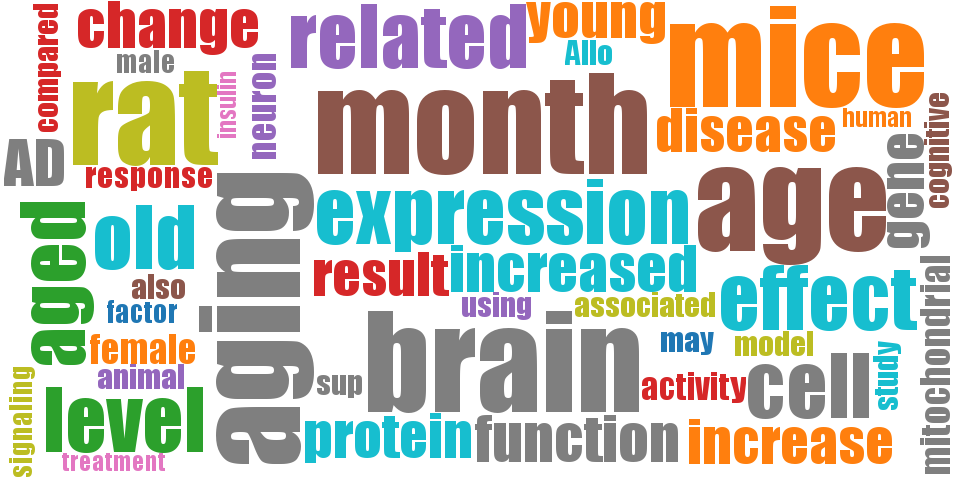 compared
change
male
rat
insulin
neuron
related
young
Allo
mice
month
disease
human
cognitive
AD
response
gene
aged
old
aging
expression
age
also
factor
result
increased
using
associated
effect
mitochondrial
female
animal
brain
may
model
study
signaling
level
treatment
sup
activity
cell
protein
function
increase